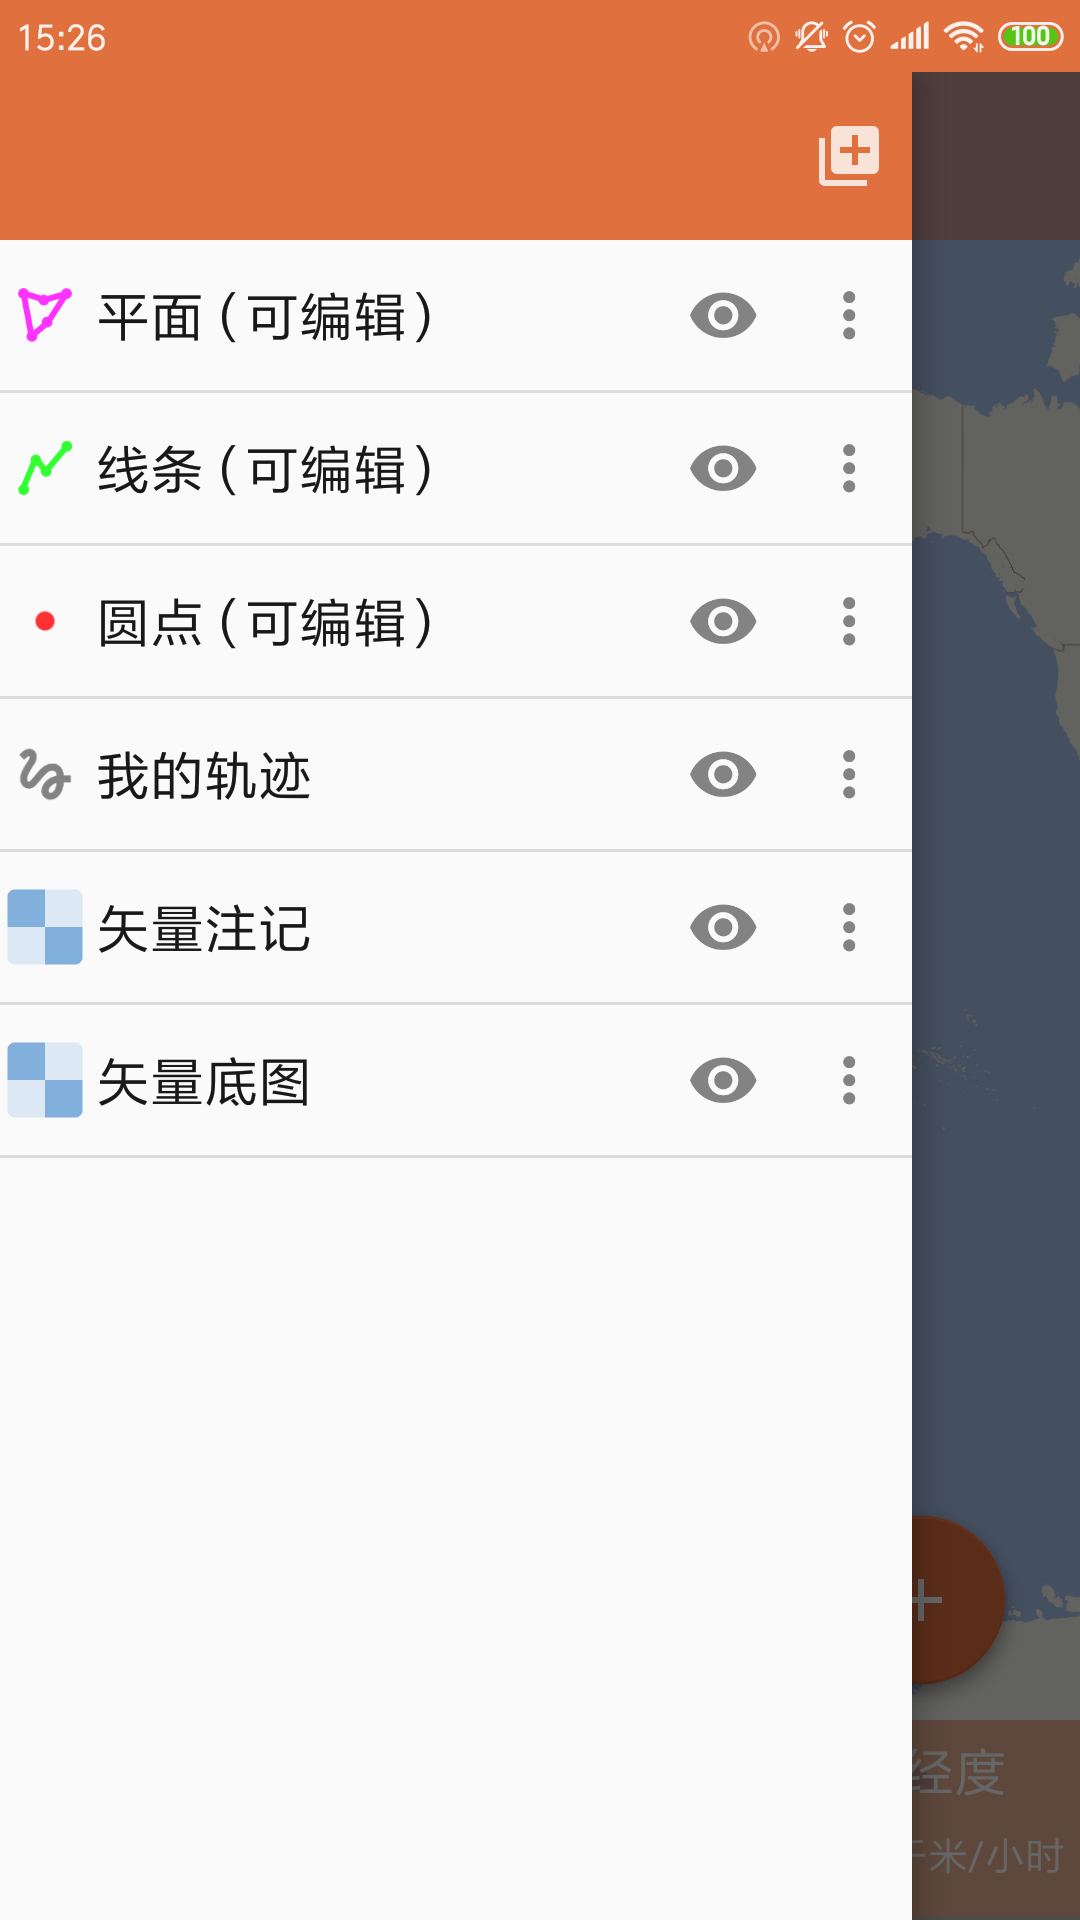 15:26
100
平面(可编辑)
线条(可编辑)
圆点(可编辑)
我的轨迹
矢量注记
矢量底图
经度
千米/小时